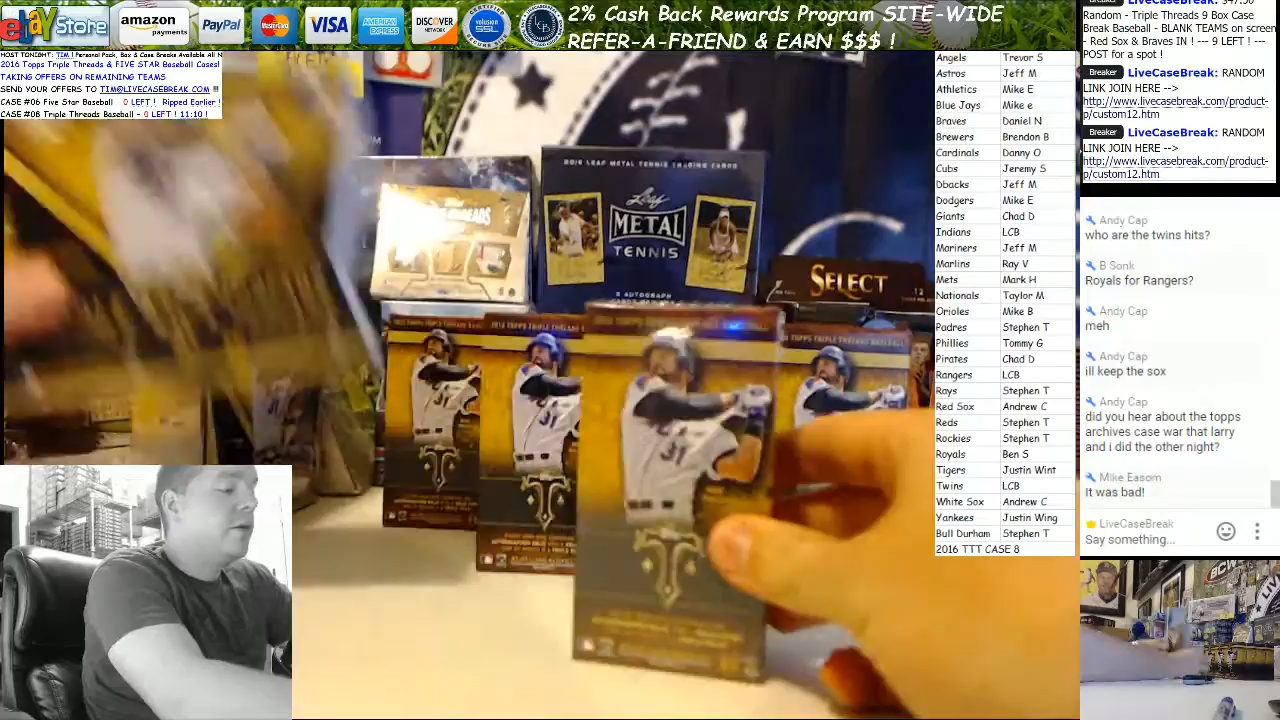 ebay Store
amazon
payments
PayPal
MasterCard
VISA
AMERICAN
EXPRESS
DISCOVER
NETWORK
volusion
LCB
2% Cash Back Rewards Program SITE-WIDE
REFER-A-FRIEND & EARN $$$ !
2016 Topps Triple Threads & FIVE STAR Baseball Cases!
TAKING OFFERS ON REMAINING TEAMS
SEND YOUR OFFERS TO TIM@LIVECASEBREAK.COM !!!
CASE #06 Five Star Baseball 0 LEFT ! Ripped Earlier !
CASE #08 Triple Threads Baseball - 0 LEFT ! 11:10 !
2016 LEAF METAL TENNIS TRADING CARDS
Leaf
METAL
TENNIS
SELECT
31
31
Angels Trevor S
Astros Jeff M
Athletics Mike E
Blue Jays Mike e
Braves Daniel N
Brewers Brendon B
Cardinals Danny O
Cubs Jeremy S
Dbacks Jeff M
Dodgers Mike E
Giants Chad D
Indians LCB
Mariners Jeff M
Marlins Ray V
Mets Mark H
Nationals Taylor M
Orioles Mike B
Padres Stephen T
Phillies Tommy G
Pirates Chad D
Rangers LCB
Rays Stephen T
Red Sox Andrew C
Reds Stephen T
Rockies Stephen T
Royals Ben S
Tigers Justin Wint
Twins LCB
White Sox Andrew C
Yankees Justin Wing
Bull Durham Stephen T
2016 TTT CASE 8
Random - Triple Threads 9 Box Case
Break Baseball - BLANK TEAMS on screen
- Red Sox & Braves IN ! --- 9 LEFT ! ---
POST for a spot !
Breaker LiveCaseBreak: RANDOM
LINK JOIN HERE -->
http://www.livecasebreak.com/product-
p/custom12.htm
Breaker LiveCaseBreak: RANDOM
LINK JOIN HERE -->
http://www.livecasebreak.com/product-
p/custom12.htm
Andy Cap
who are the twins hits?
B Sonk
Royals for Rangers?
Andy Cap
meh
Andy Cap
ill keep the sox
Andy Cap
did you hear about the topps
archives case war that larry
and i did the other night?
Mike Easom
It was bad!
LiveCaseBreak
Say something...